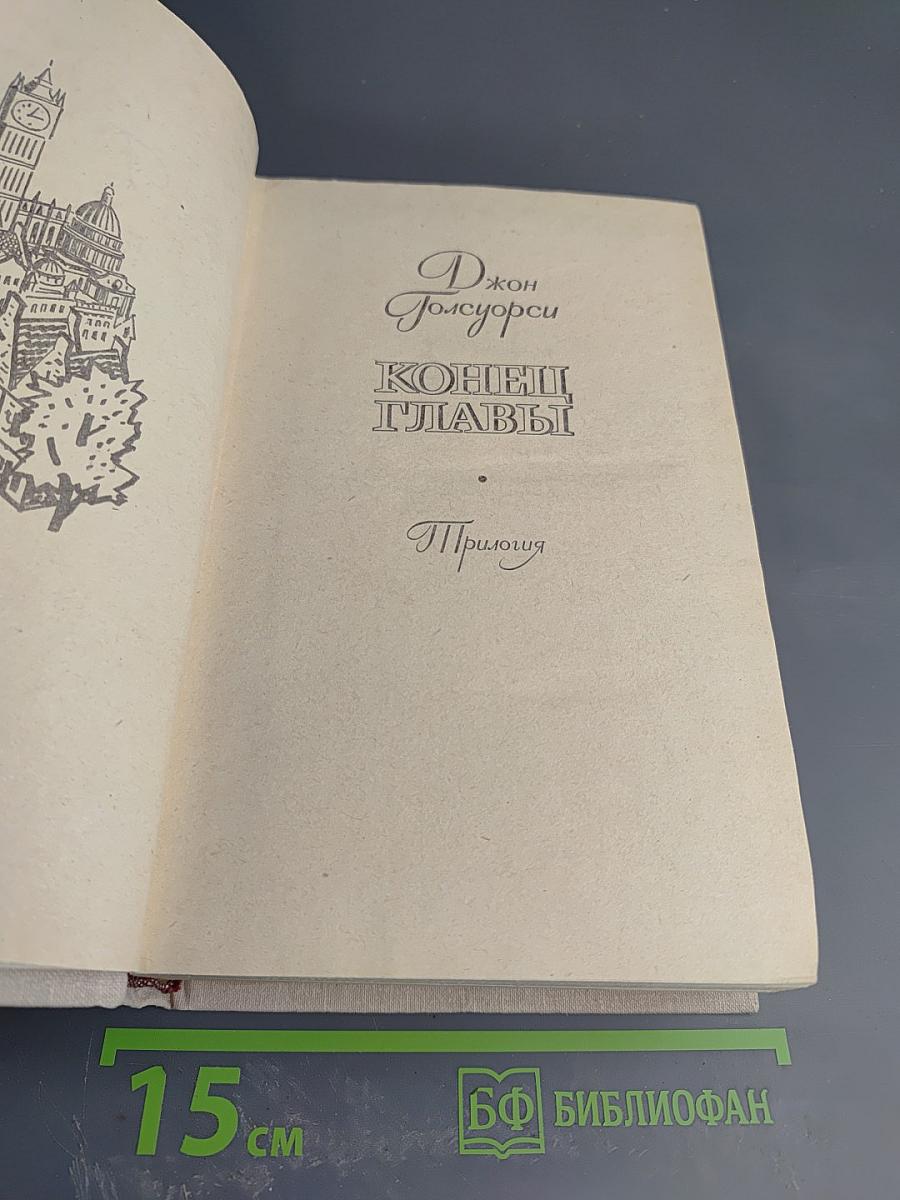 Джон
Голсуорси
КОНЕЦ
ГЛАВЫ
Трилогия
15 см
БФ БИБЛИОФАН